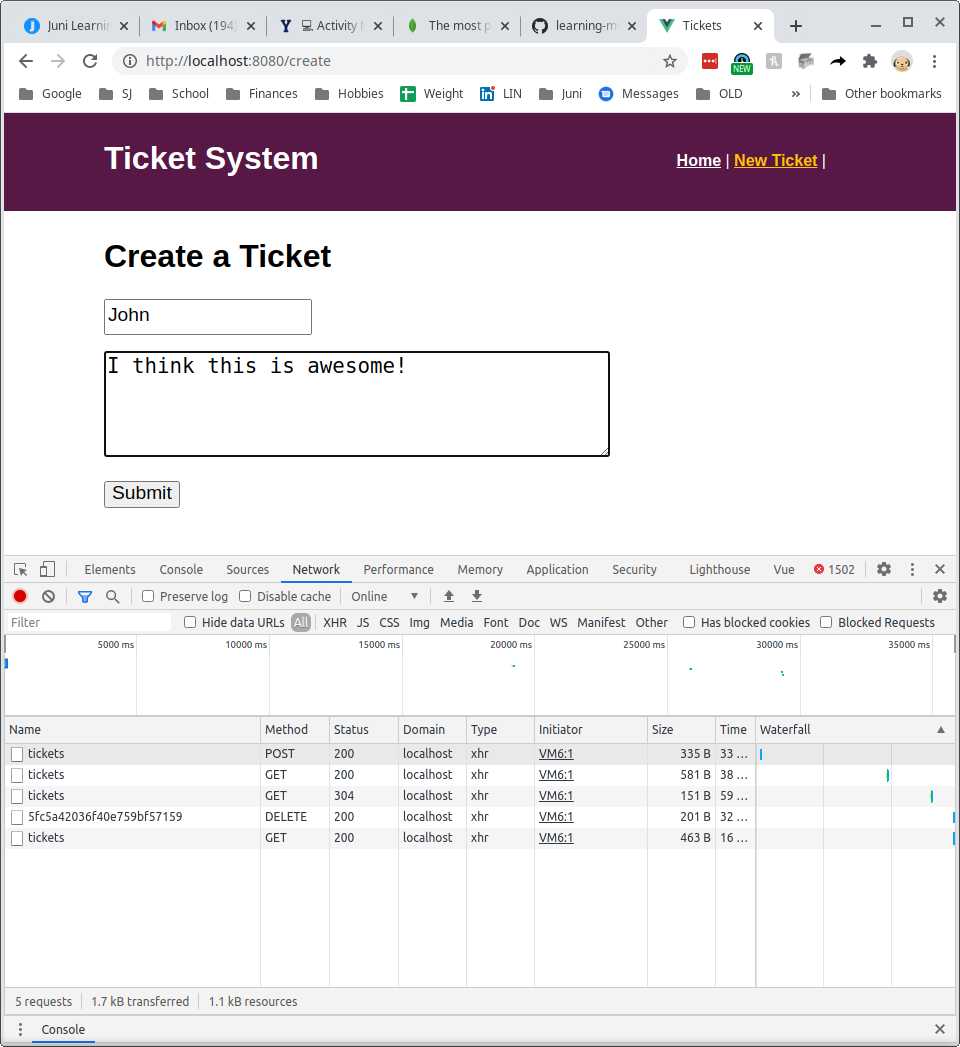 Juni Learnin
Inbox (194)
Activity N
The most p
learning-m
Tickets
http://localhost:8080/create
NEW
Google
SJ
School
Finances
Hobbies
Weight
LIN
Juni
Messages
OLD
»
Other bookmarks
Ticket System
Home | New Ticket |
Create a Ticket
John
I think this is awesome!
Submit
Elements Console Sources Network Performance Memory Application Security Lighthouse Vue 1502
Preserve log Disable cache Online
Filter Hide data URLs All XHR JS CSS Img Media Font Doc WS Manifest Other Has blocked cookies Blocked Requests
5000 ms 10000 ms 15000 ms 20000 ms 25000 ms 30000 ms 35000 ms
Name Method Status Domain Type Initiator Size Time Waterfall
tickets POST 200 localhost xhr VM6:1 335 B 33 ...
tickets GET 200 localhost xhr VM6:1 581 B 38 ...
tickets GET 304 localhost xhr VM6:1 151 B 59 ...
5fc5a42036f40e759bf57159 DELETE 200 localhost xhr VM6:1 201 B 32 ...
tickets GET 200 localhost xhr VM6:1 463 B 16 ...
5 requests 1.7 kB transferred 1.1 kB resources
Console